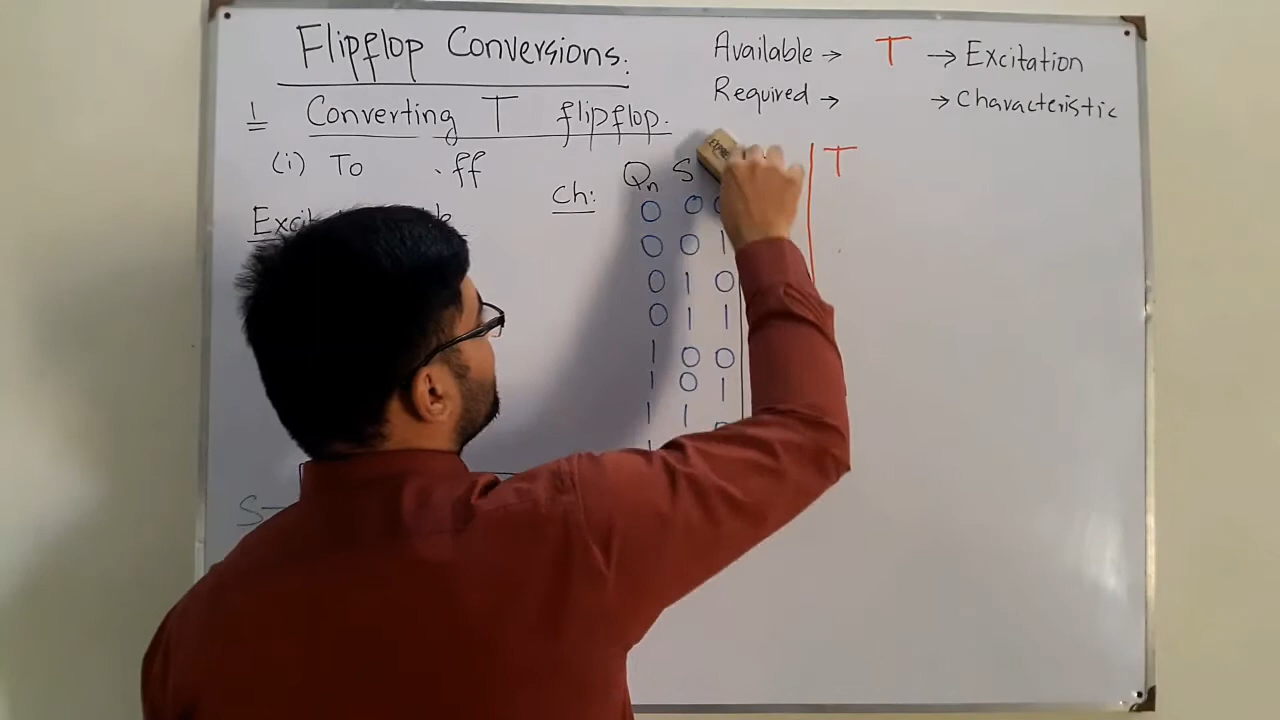 Flipflop Conversions:
Available → T → Excitation
Required → → Characteristic
1 Converting T flipflop.
(i) To .ff
Ch: Qn S T
0 0 0
0 0 1
0 1 0
0 1 1
1 0 0
1 0 1
1 1
S